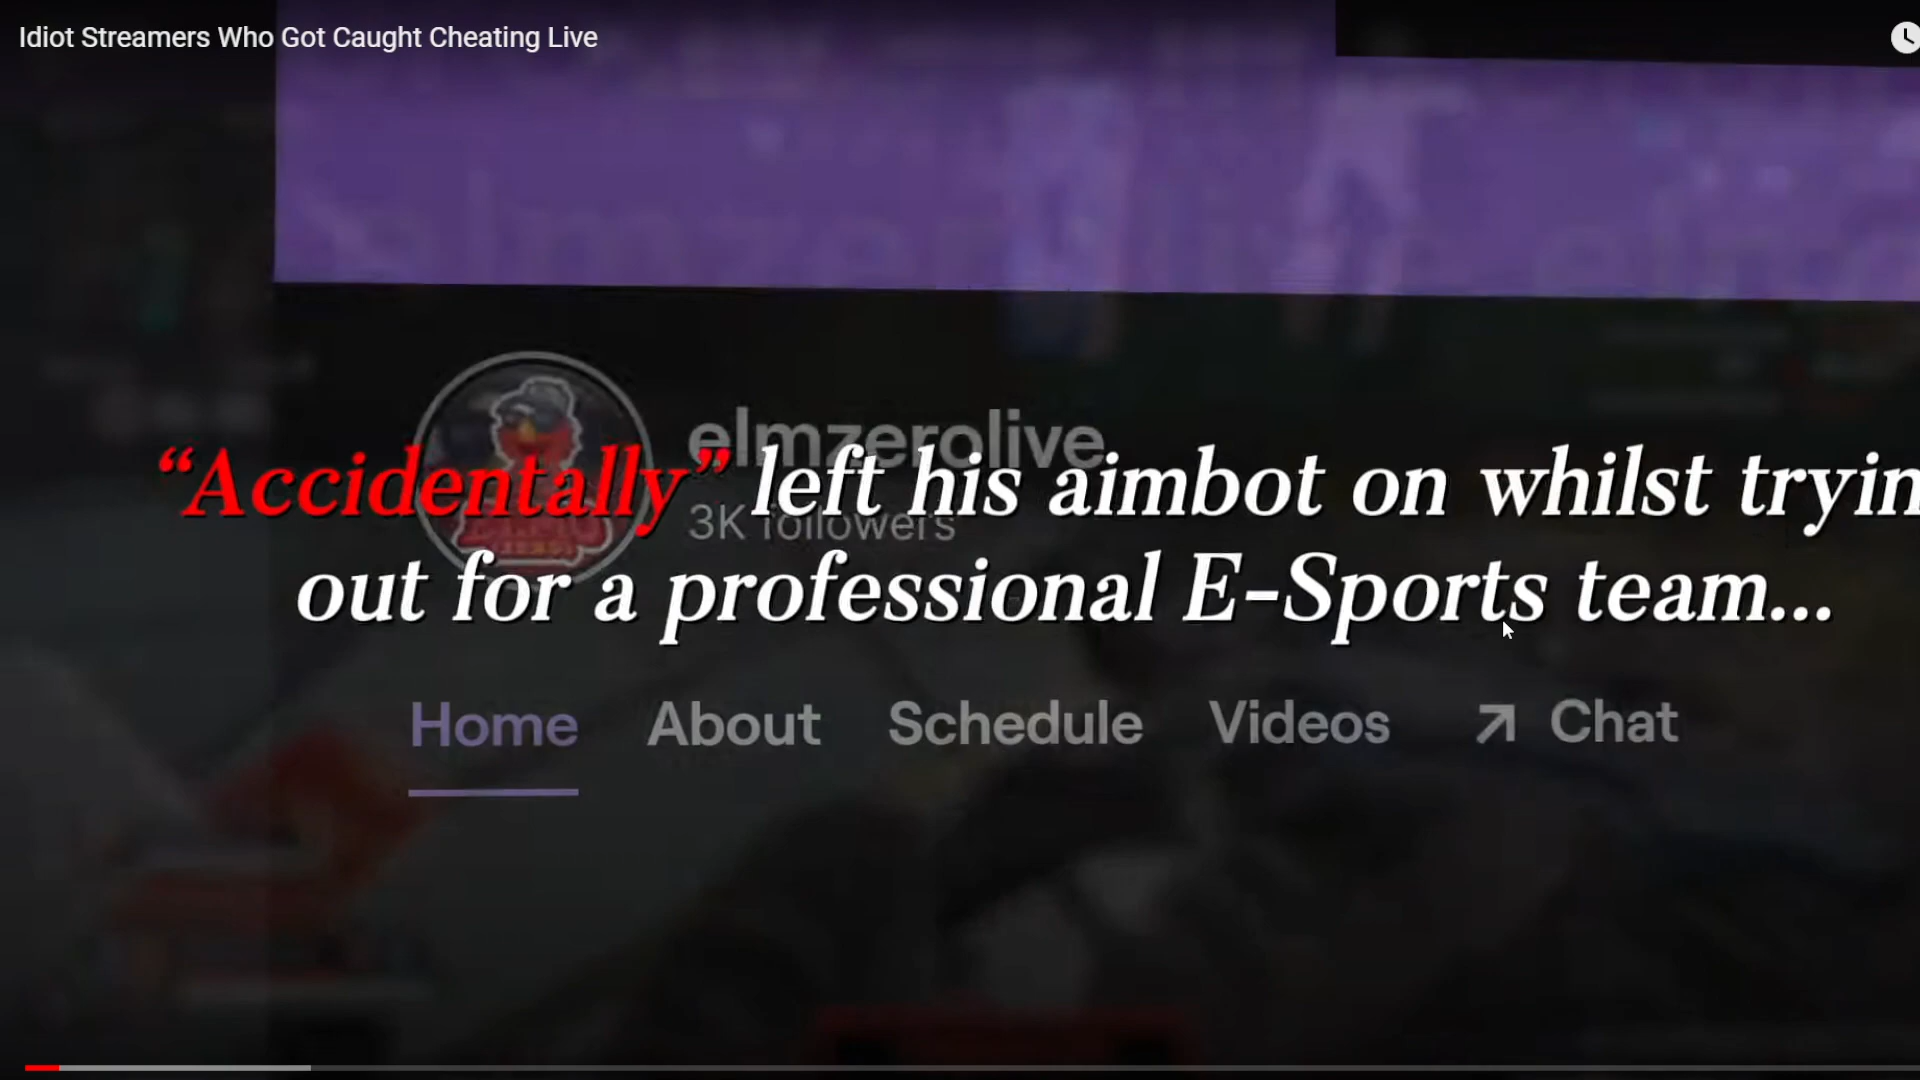 Idiot Streamers Who Got Caught Cheating Live
elmzerolive
“Accidentally” left his aimbot on whilst tryin
3K followers
out for a professional E-Sports team...
Home About Schedule Videos Chat